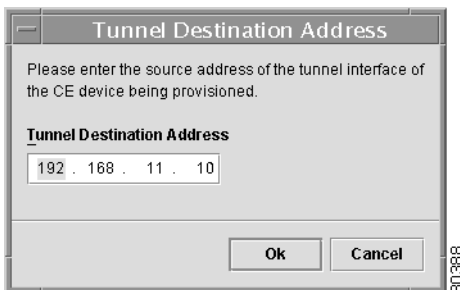 Tunnel Destination Address
Please enter the source address of the tunnel interface of
the CE device being provisioned.
Tunnel Destination Address
192 . 168 . 11 . 10
Ok Cancel
80388